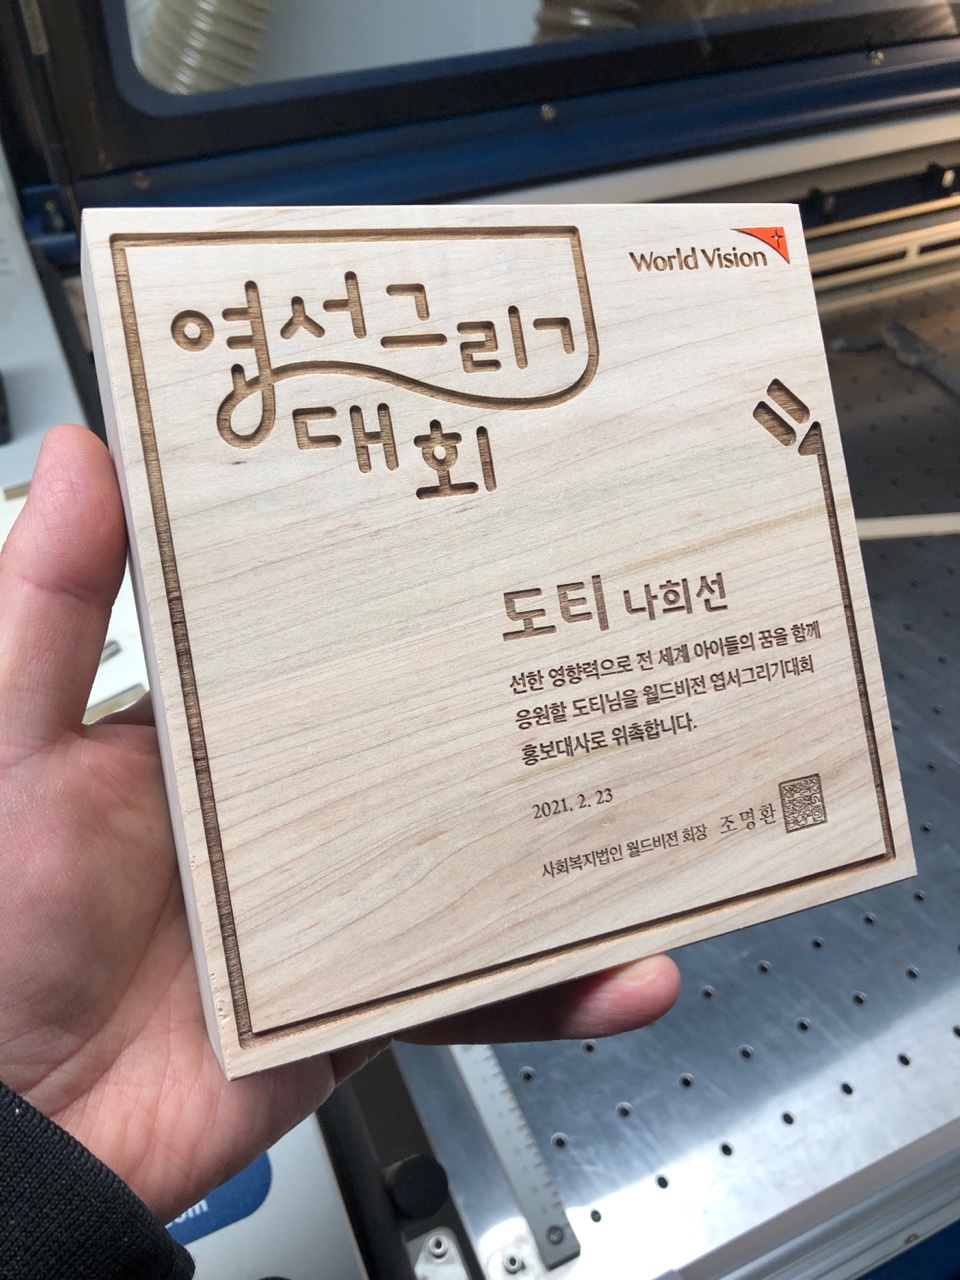 World Vision
엽서그리기
대회
도티 나희선
선한 영향력으로 전 세계 아이들의 꿈을 함께
응원할 도티님을 월드비전 엽서그리기대회
홍보대사로 위촉합니다.
2021. 2. 23
사회복지법인 월드비전 회장 조명환
om